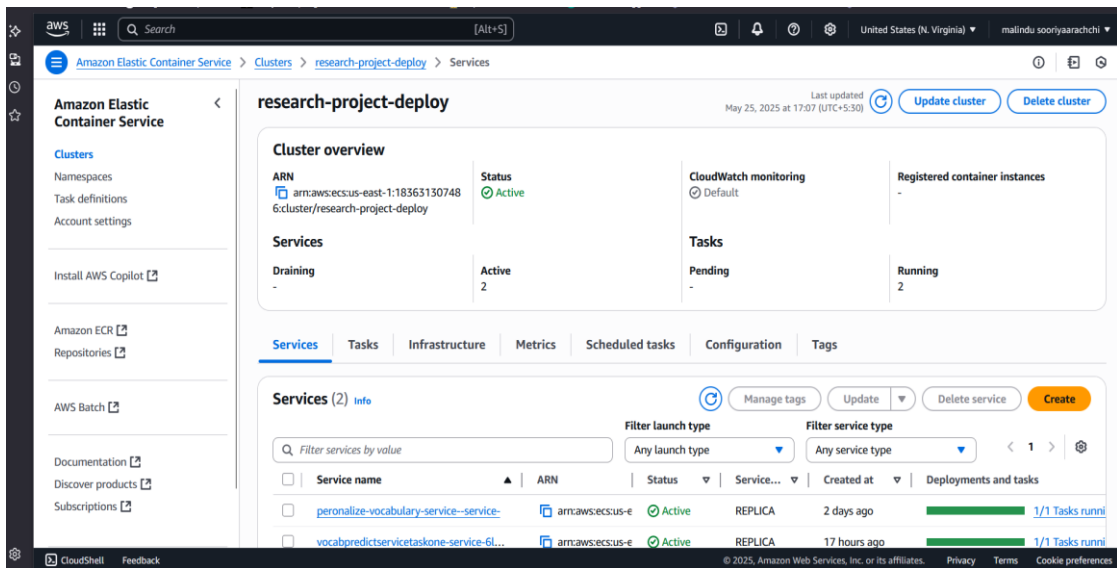 aws
Search
[Alt+S]
United States (N. Virginia)
malindu sooriyaarachchi
Amazon Elastic Container Service > Clusters > research-project-deploy > Services
Amazon Elastic
Container Service
Clusters
Namespaces
Task definitions
Account settings
Install AWS Copilot
Amazon ECR
Repositories
AWS Batch
Documentation
Discover products
Subscriptions
research-project-deploy
Last updated
May 25, 2025 at 17:07 (UTC+5:30)
Update cluster
Delete cluster
Cluster overview
ARN
arn:aws:ecs:us-east-1:18363130748
6:cluster/research-project-deploy
Status
Active
CloudWatch monitoring
Default
Registered container instances
-
Services
Draining
-
Active
2
Tasks
Pending
-
Running
2
Services
Tasks
Infrastructure
Metrics
Scheduled tasks
Configuration
Tags
Services (2) Info
Manage tags
Update
Delete service
Create
Filter launch type
Filter service type
Filter services by value
Any launch type
Any service type
1
Service name
ARN
Status
Service...
Created at
Deployments and tasks
peronalize-vocabulary-service--service- arn:aws:ecs:us-e Active REPLICA 2 days ago 1/1 Tasks runni
vocabpredictservicetaskone-service-6l... arn:aws:ecs:us-e Active REPLICA 17 hours ago 1/1 Tasks runni
CloudShell Feedback
© 2025, Amazon Web Services, Inc. or its affiliates. Privacy Terms Cookie preferences